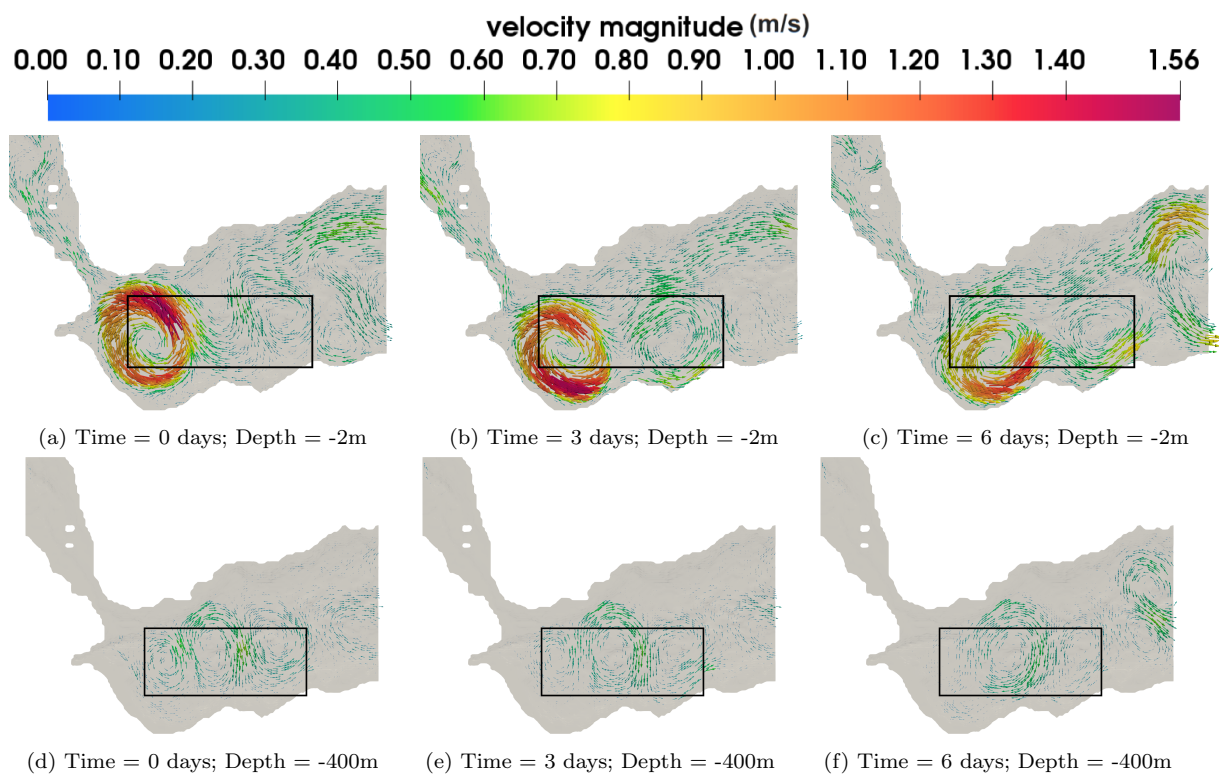 velocity magnitude (m/s)
0.00 0.10 0.20 0.30 0.40 0.50 0.60 0.70 0.80 0.90 1.00 1.10 1.20 1.30 1.40 1.56
(a) Time = 0 days; Depth = -2m (b) Time = 3 days; Depth = -2m (c) Time = 6 days; Depth = -2m
(d) Time = 0 days; Depth = -400m (e) Time = 3 days; Depth = -400m (f) Time = 6 days; Depth = -400m